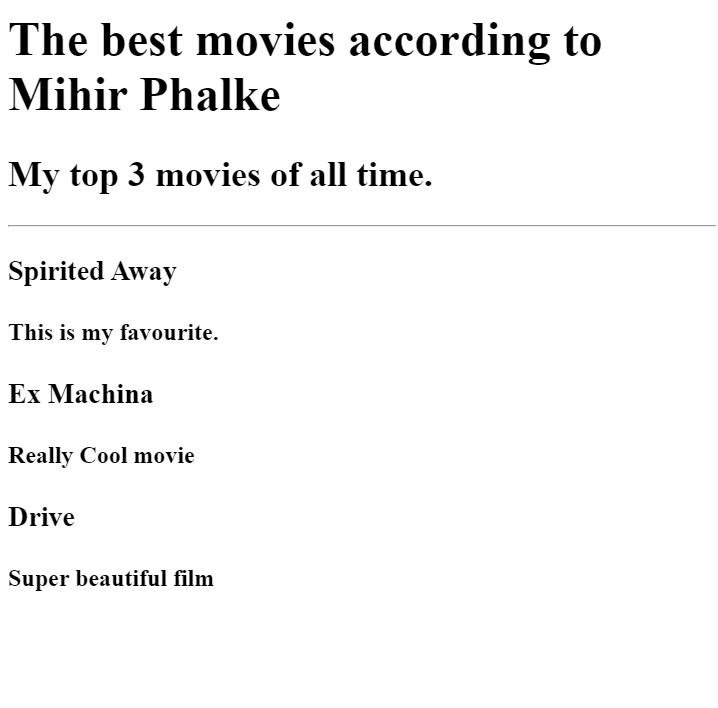 The best movies according to
Mihir Phalke
My top 3 movies of all time.
Spirited Away
This is my favourite.
Ex Machina
Really Cool movie
Drive
Super beautiful film